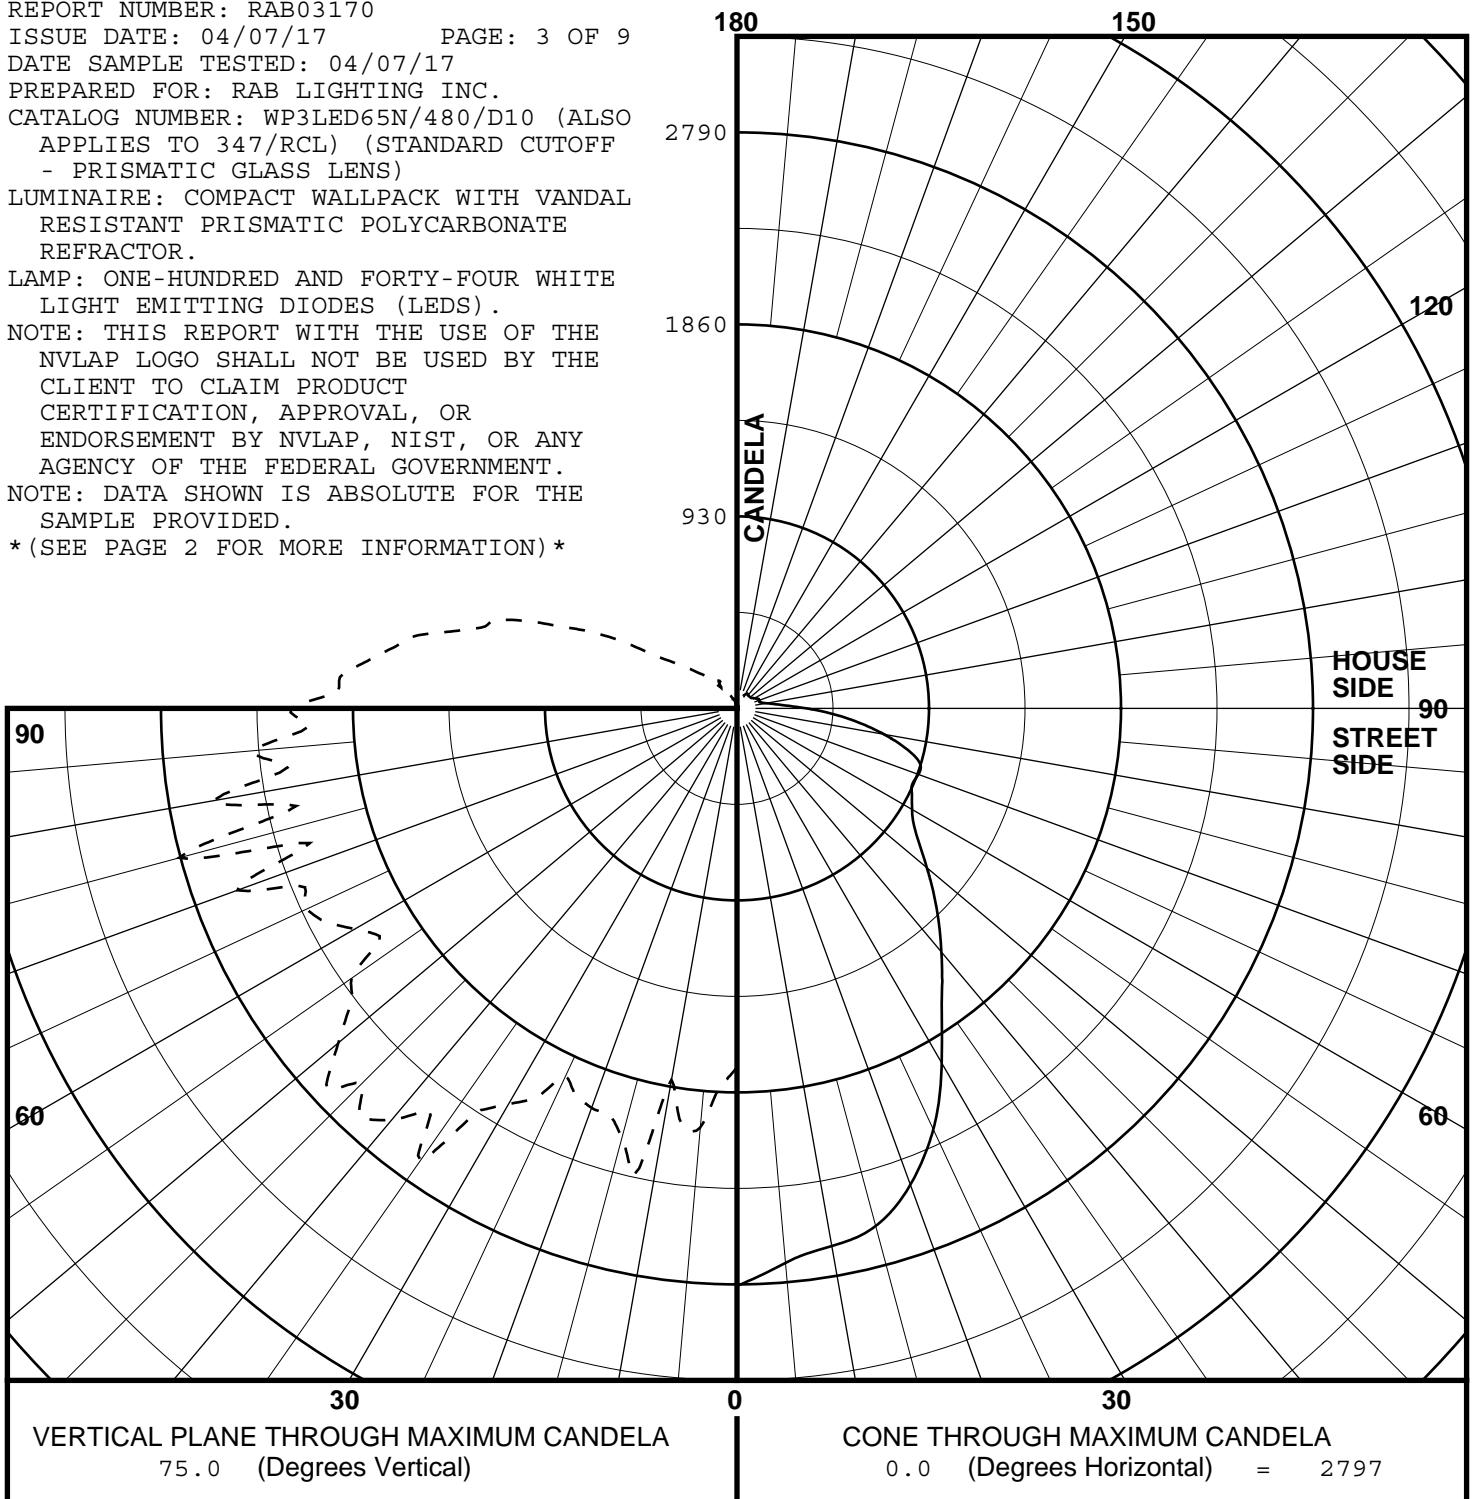 REPORT NUMBER: RAB03170
ISSUE DATE: 04/07/17 PAGE: 3 OF 9
DATE SAMPLE TESTED: 04/07/17
PREPARED FOR: RAB LIGHTING INC.
CATALOG NUMBER: WP3LED65N/480/D10 (ALSO
APPLIES TO 347/RCL) (STANDARD CUTOFF
- PRISMATIC GLASS LENS)
LUMINAIRE: COMPACT WALLPACK WITH VANDAL
RESISTANT PRISMATIC POLYCARBONATE
REFRACTOR.
LAMP: ONE-HUNDRED AND FORTY-FOUR WHITE
LIGHT EMITTING DIODES (LEDS).
NOTE: THIS REPORT WITH THE USE OF THE
NVLAP LOGO SHALL NOT BE USED BY THE
CLIENT TO CLAIM PRODUCT
CERTIFICATION, APPROVAL, OR
ENDORSEMENT BY NVLAP, NIST, OR ANY
AGENCY OF THE FEDERAL GOVERNMENT.
NOTE: DATA SHOWN IS ABSOLUTE FOR THE
SAMPLE PROVIDED.
*(SEE PAGE 2 FOR MORE INFORMATION)*
180
150
2790
120
1860
CANDELA
930
HOUSE
SIDE
90
90
STREET
SIDE
60
60
30
0
30
VERTICAL PLANE THROUGH MAXIMUM CANDELA
75.0 (Degrees Vertical)
CONE THROUGH MAXIMUM CANDELA
0.0 (Degrees Horizontal) = 2797